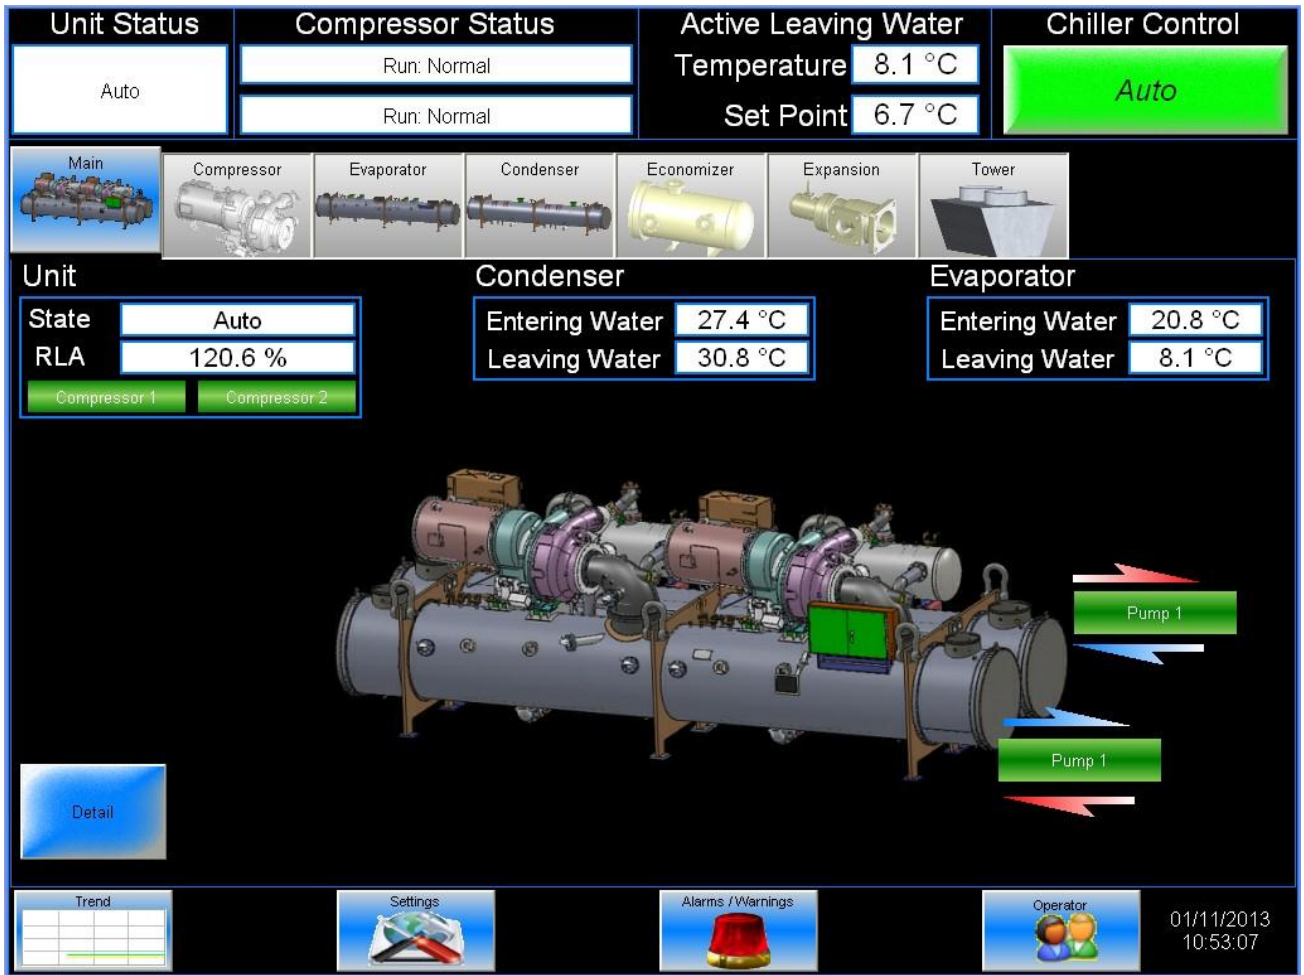 Unit Status
Compressor Status
Active Leaving Water
Chiller Control
Auto
Run: Normal
Run: Normal
Temperature 8.1 °C
Set Point 6.7 °C
Auto
Main
Compressor
Evaporator
Condenser
Economizer
Expansion
Tower
Unit
State Auto
RLA 120.6 %
Compressor 1 Compressor 2
Condenser
Entering Water 27.4 °C
Leaving Water 30.8 °C
Evaporator
Entering Water 20.8 °C
Leaving Water 8.1 °C
Pump 1
Pump 1
Detail
Trend
Settings
Alarms / Warnings
Operator
01/11/2013
10:53:07